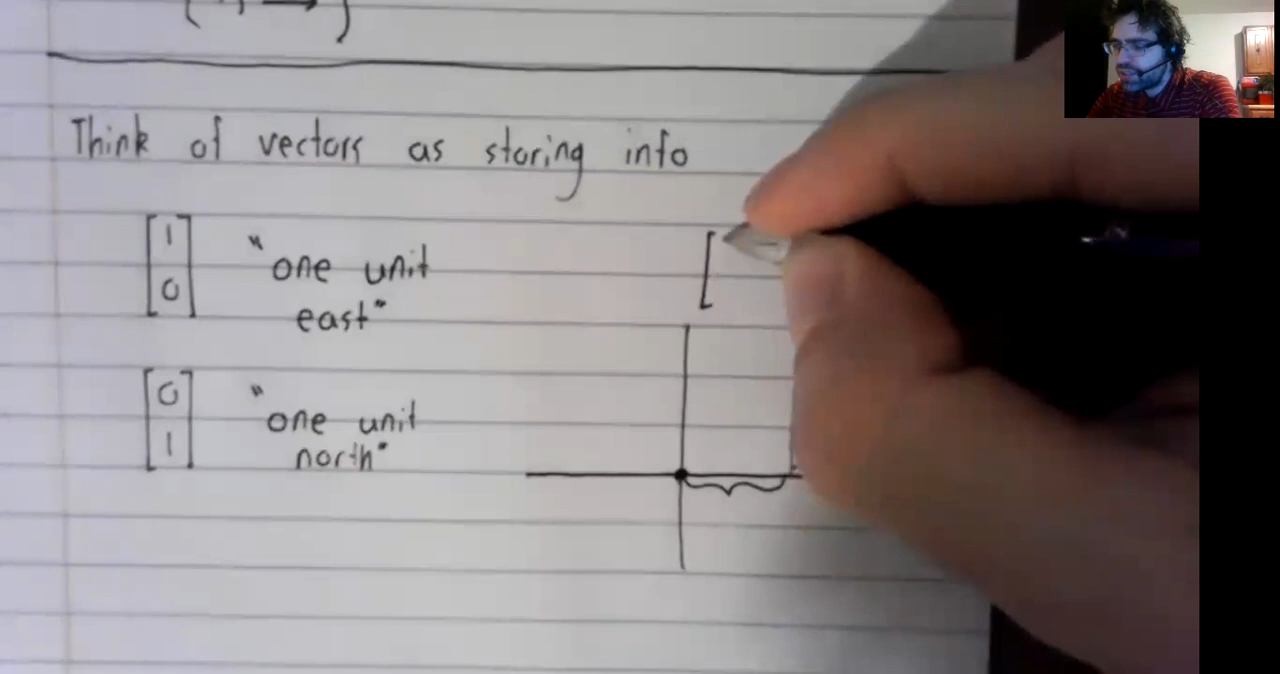 Think of vectors as storing info
[1 0] "one unit east"
[0 1] "one unit north"
[